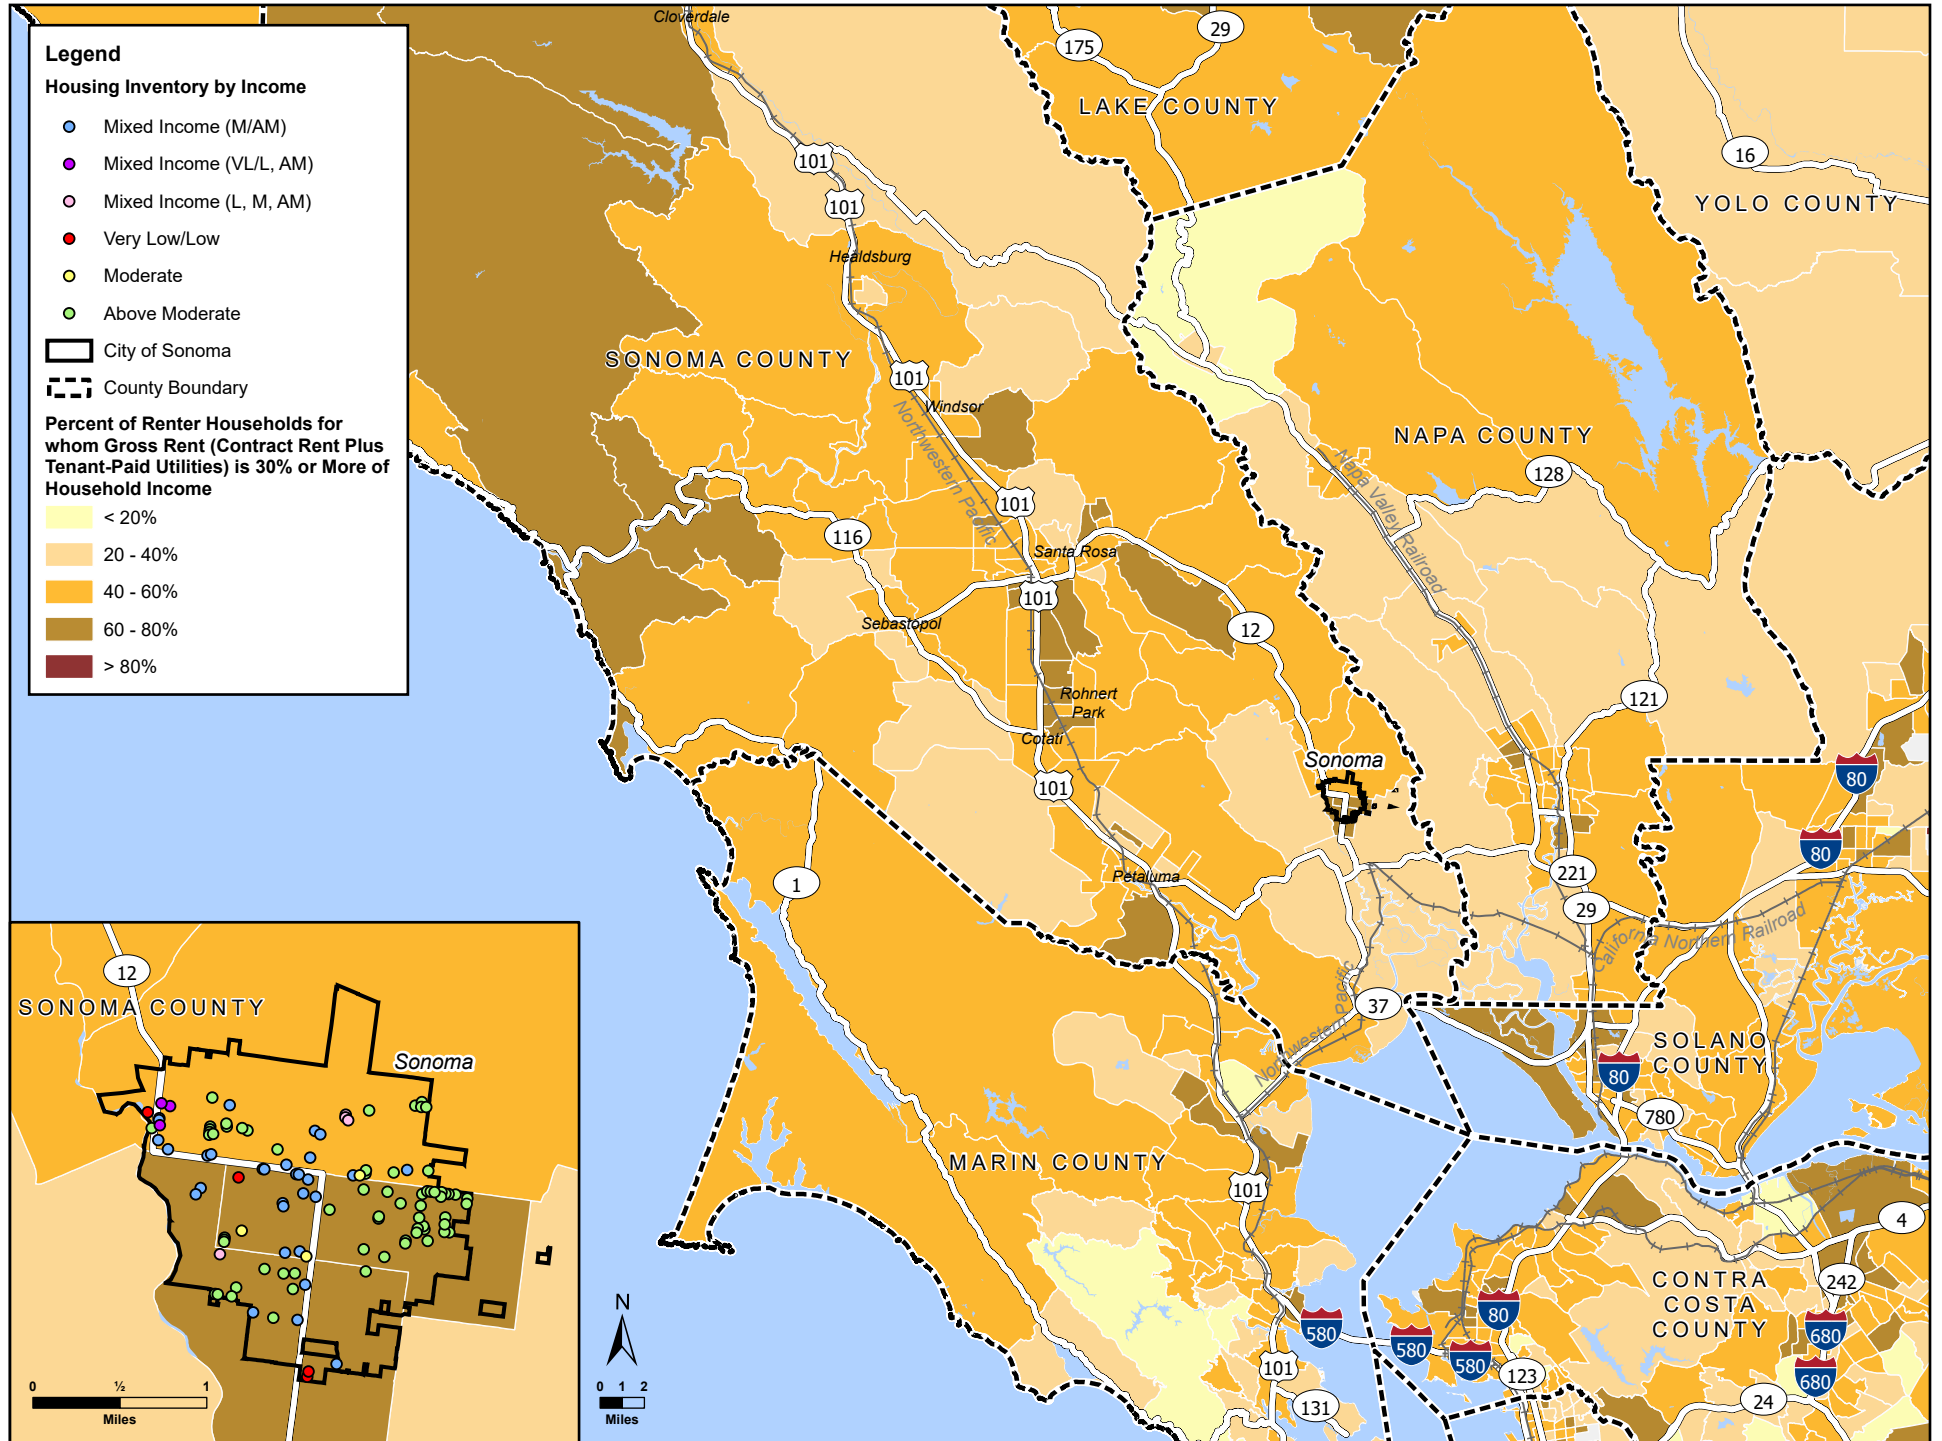 Legend
Housing Inventory by Income
Mixed Income (M/AM)
Mixed Income (VL/L, AM)
Mixed Income (L, M, AM)
Very Low/Low
Moderate
Above Moderate
City of Sonoma
County Boundary
Percent of Renter Households for
whom Gross Rent (Contract Rent Plus
Tenant-Paid Utilities) is 30% or More of
Household Income
< 20%
20 - 40%
40 - 60%
60 - 80%
> 80%
Cloverdale
29
175
LAKE COUNTY
16
101
YOLO COUNTY
101
Healdsburg
SONOMA COUNTY
101
Windsor
Northwestern Pacific
NAPA COUNTY
Napa Valley Railroad
128
101
116
Santa Rosa
101
Sebastopol
12
Rohnert
Park
121
Cotati
Sonoma
101
80
80
Petaluma
1
221
29
California Northern Railroad
Northwestern Pacific
37
SOLANO
COUNTY
80
780
MARIN COUNTY
101
4
CONTRA
COSTA
COUNTY
242
80
580
580
580
680
680
101
123
131
24
12
SONOMA COUNTY
Sonoma
0 ½ 1
Miles
N
0 1 2
Miles